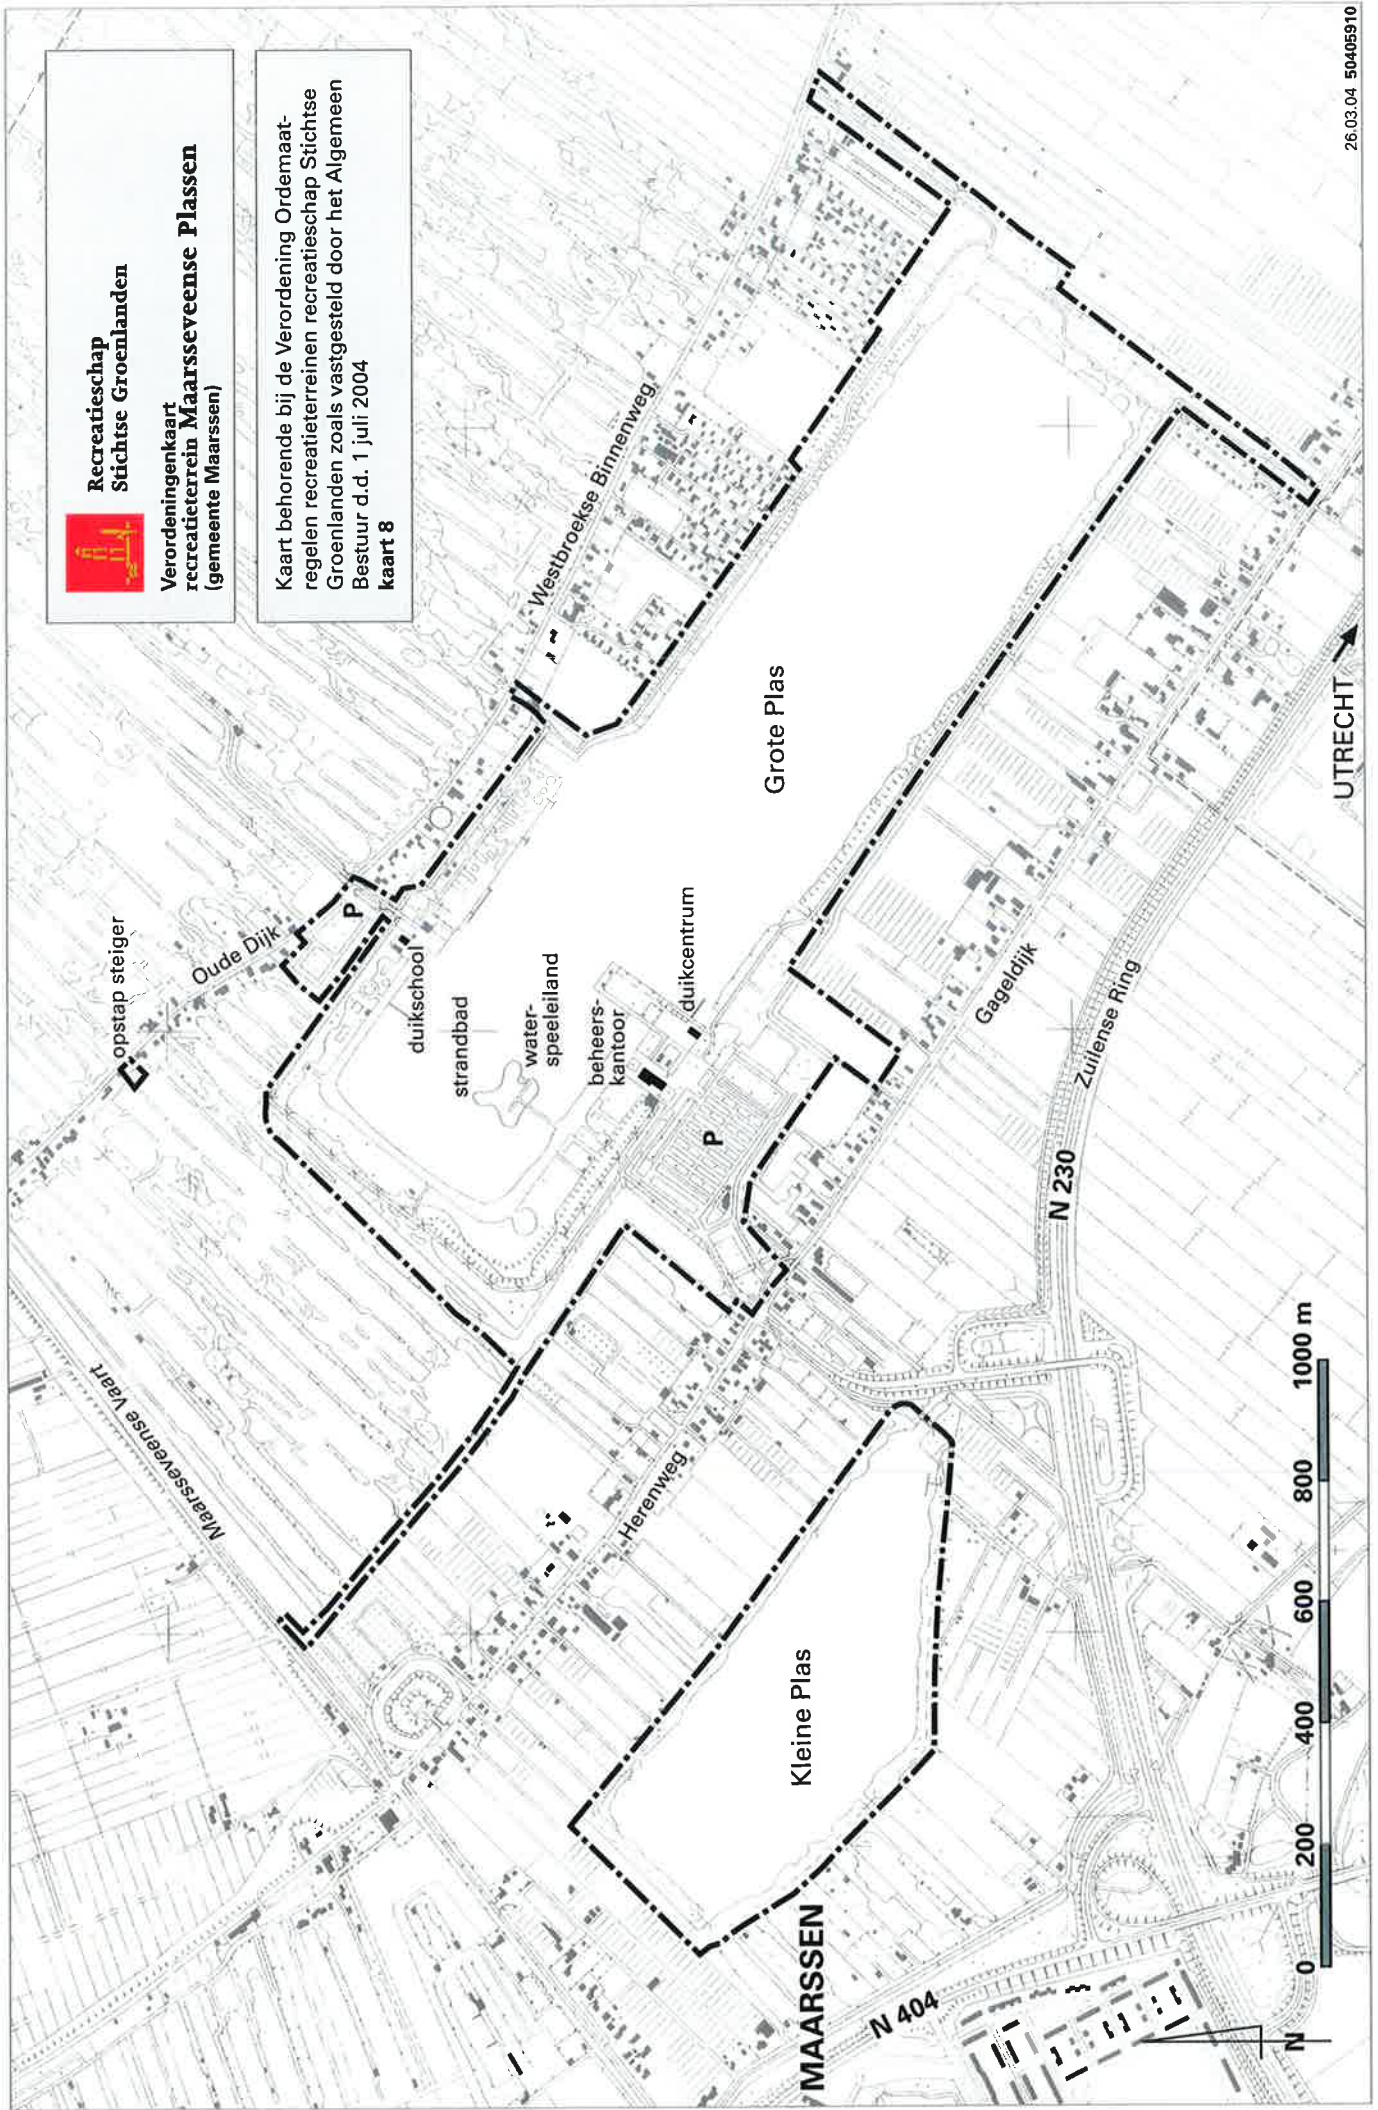 Recreatieschap
Stichtse Groenlanden
Verordeningenkaart
recreatieterrein Maarsseveense Plassen
(gemeente Maarssen)
Kaart behorende bij de Verordening Ordemaat-
regelen recreatieterreinen recreatieschap Stichtse
Groenlanden zoals vastgesteld door het Algemeen
Bestuur d.d. 1 juli 2004
kaart 8
opstap steiger
Oude Dijk
P
Westbroekse Binnenweg
Maarsseveense Vaart
duikschool
strandbad
water-
speeleiland
beheers-
kantoor
duikcentrum
P
Grote Plas
Herenweg
Gageldijk
Zuilense Ring
N 230
Kleine Plas
MAARSSEN
N 404
UTRECHT
N
0 200 400 600 800 1000 m
26.03.04 50405910